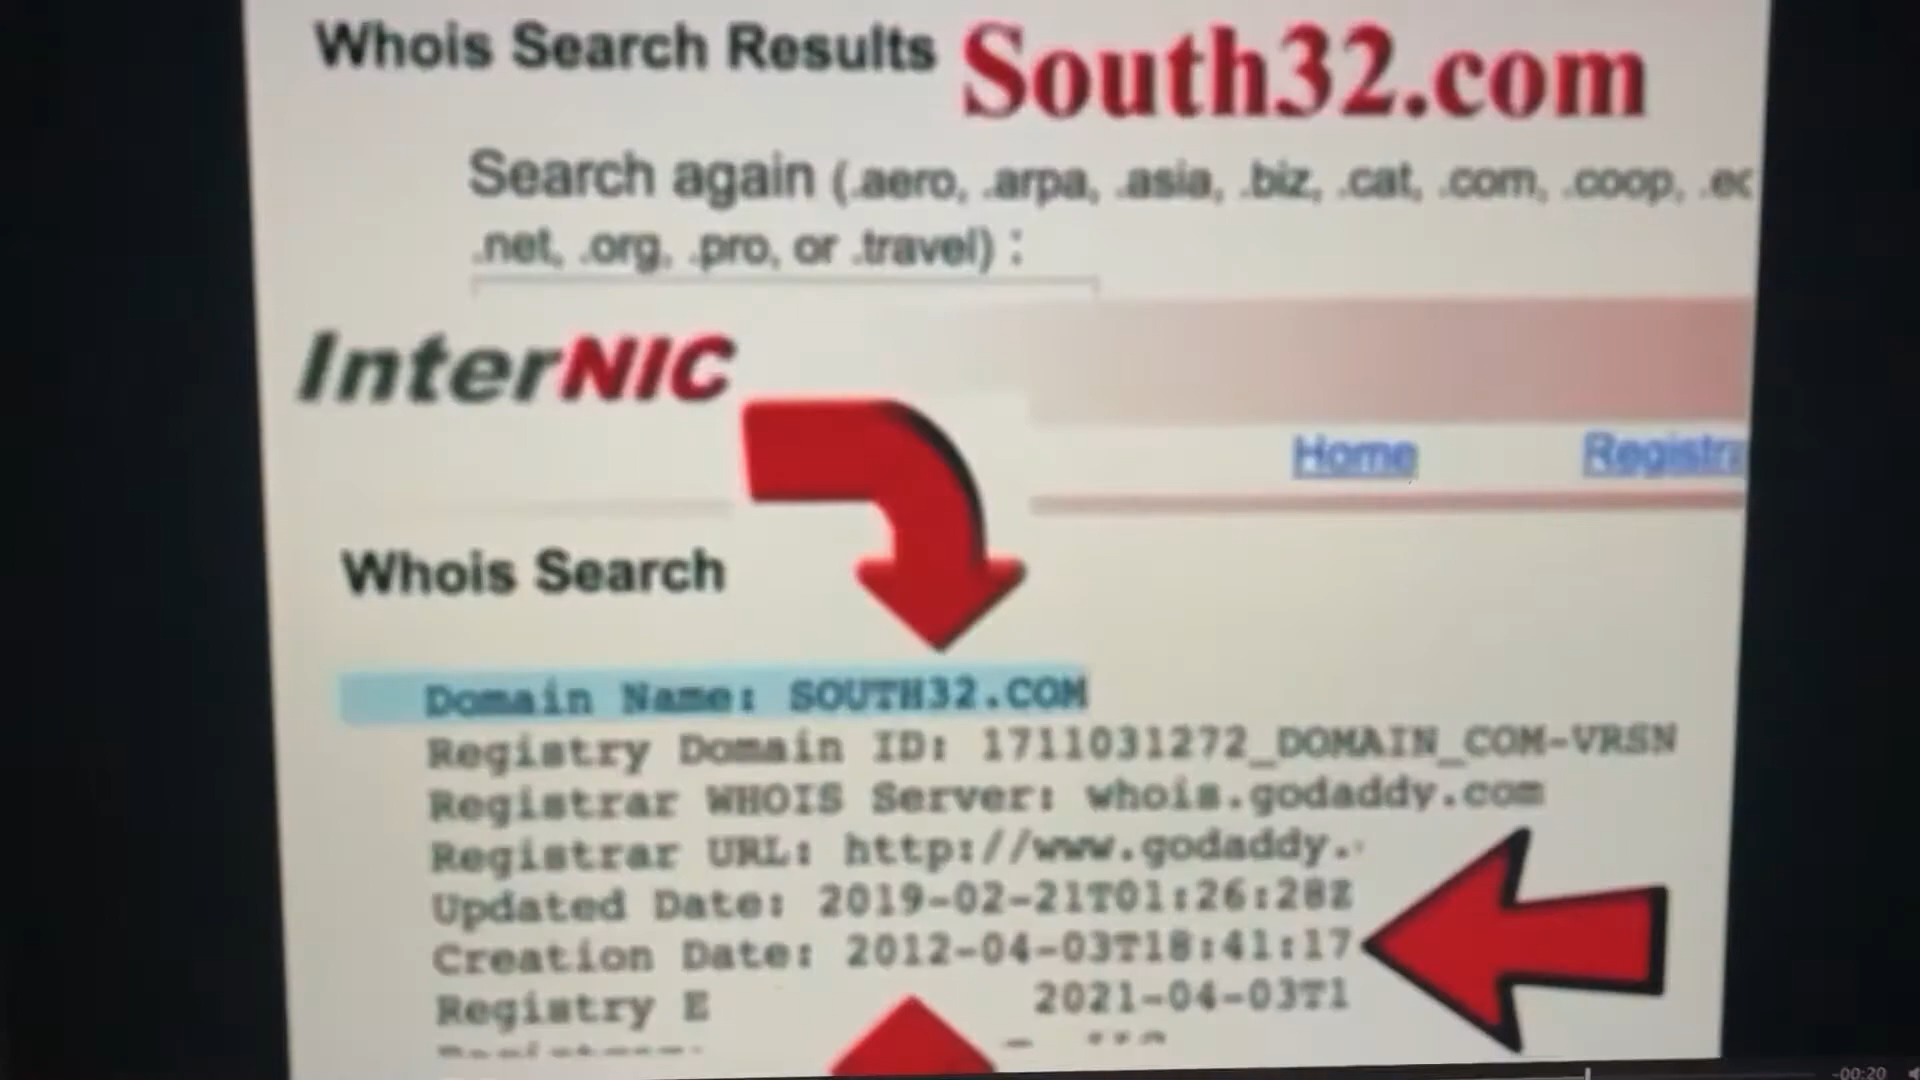 Whois Search Results South32.com
Search again (.aero, .arpa, .asia, .biz, .cat, .com, .coop,
.net, .org, .pro, or .travel) :
InterNIC
Home Registra
Whois Search
Domain Name: SOUTH32.COM
Registry Domain ID: 1711031272_DOMAIN_COM-VRSN
Registrar WHOIS Server: whois.godaddy.com
Registrar URL: http://www.godaddy.
Updated Date: 2019-02-21T01:26:28Z
Creation Date: 2012-04-03T18:41:17
Registry E 2021-04-03T1
-00:20